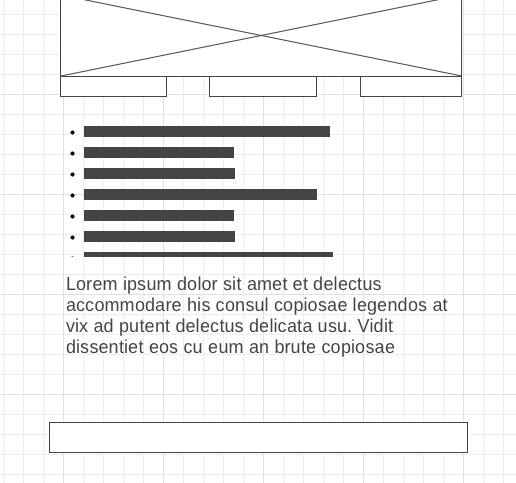 Lorem ipsum dolor sit amet et delectus
accommodare his consul copiosae legendos at
vix ad putent delectus delicata usu. Vidit
dissentiet eos cu eum an brute copiosae